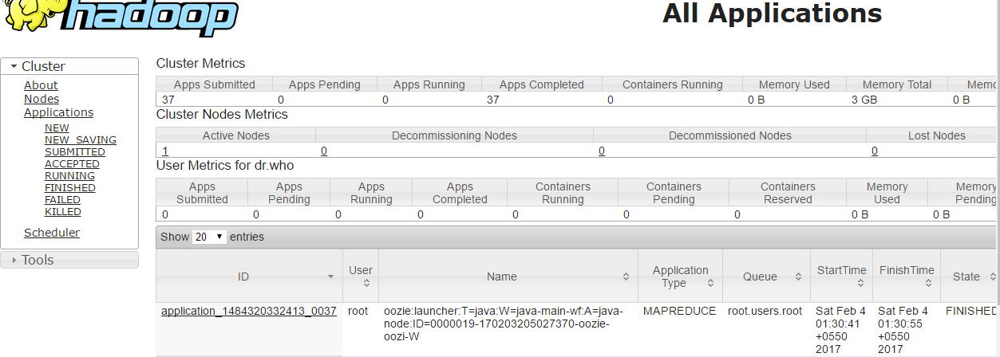 hadoop
All Applications
Cluster
About
Nodes
Applications
NEW
NEW_SAVING
SUBMITTED
ACCEPTED
RUNNING
FINISHED
FAILED
KILLED
Scheduler
Tools
Cluster Metrics
Apps Submitted Apps Pending Apps Running Apps Completed Containers Running Memory Used Memory Total Memo
37 0 0 37 0 0 B 3 GB 0 B
Cluster Nodes Metrics
Active Nodes Decommissioning Nodes Decommissioned Nodes Lost Nodes
1 0 0 0
User Metrics for dr.who
Apps Apps Apps Apps Containers Containers Containers Memory Memory
Submitted Pending Running Completed Running Pending Reserved Used Pending
0 0 0 0 0 0 0 0 B 0 B
Show 20 entries
ID User Name Application Type Queue StartTime FinishTime State
application_1484320332413_0037 root oozie:launcher:T=java:W=java-main-wf:A=java- MAPREDUCE root.users.root Sat Feb 4 Sat Feb 4 FINISHED
node:ID=0000019-170203205027370-oozie- 01:30:41 01:30:55
oozi-W +0550 +0550
2017 2017